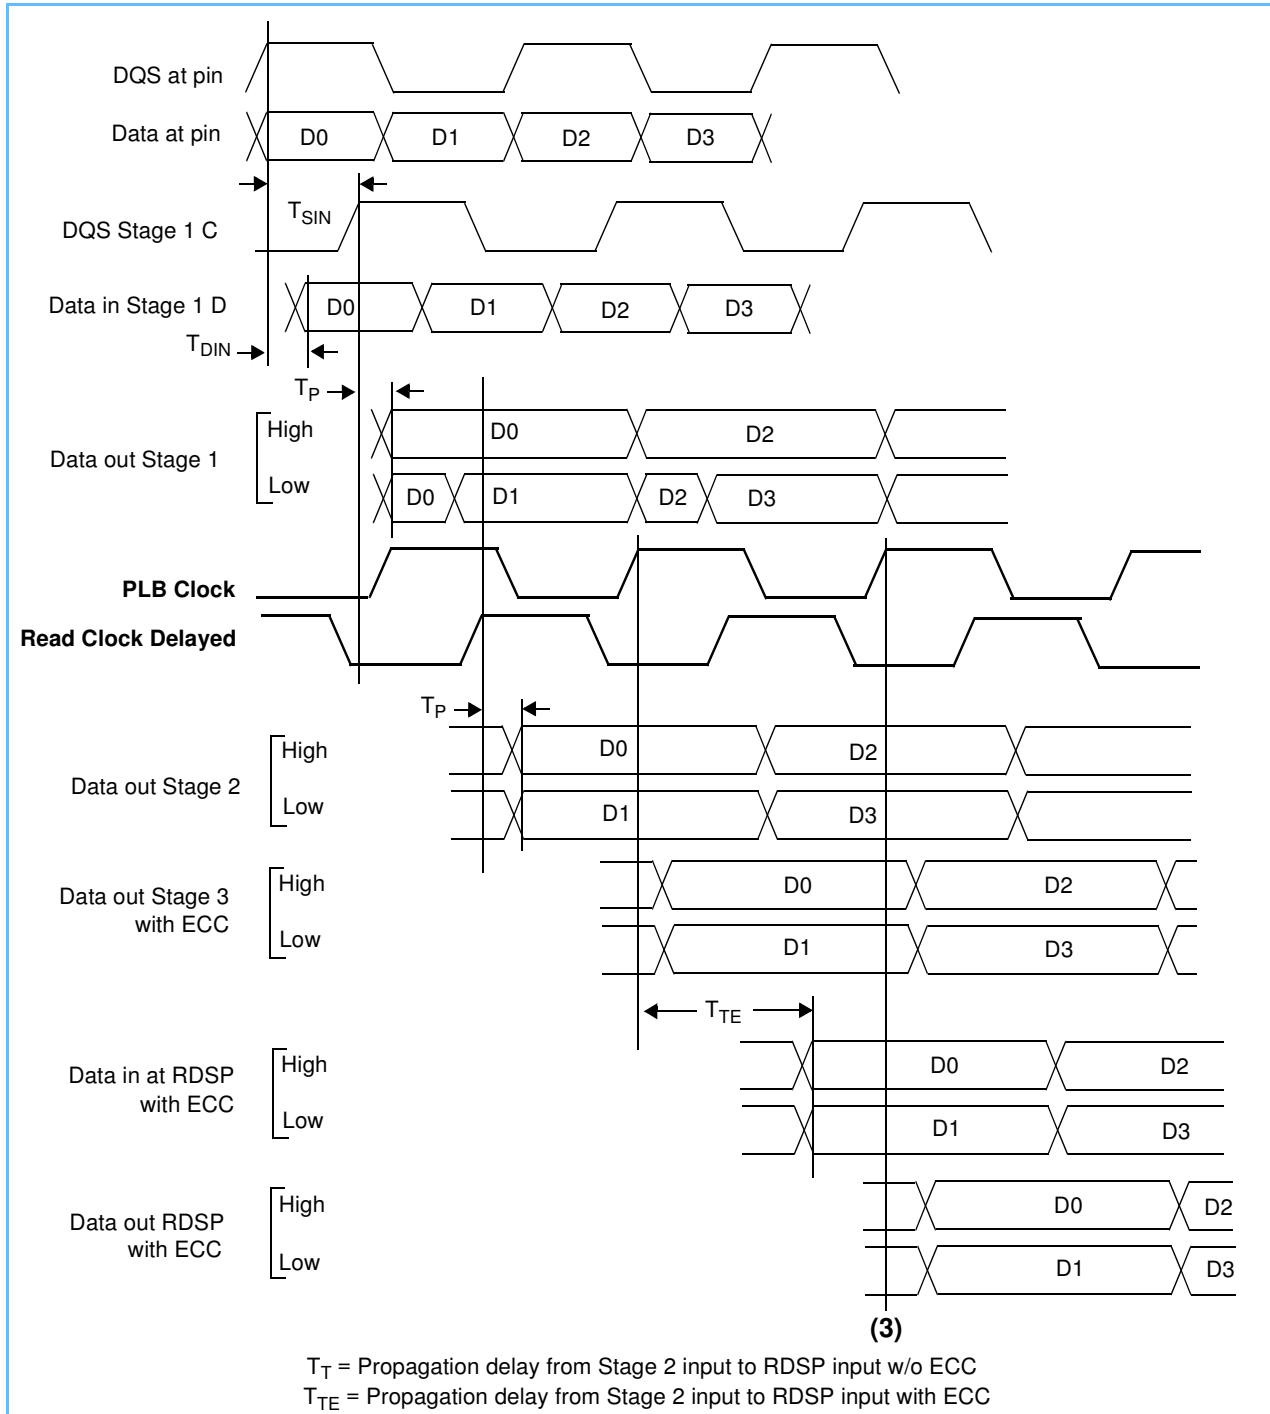 DQS at pin
Data at pin
D0 D1 D2 D3
TSIN
DQS Stage 1 C
Data in Stage 1 D
D0 D1 D2 D3
TDIN
TP
Data out Stage 1
High
D0 D2
Low
D0 D1 D2 D3
PLB Clock
Read Clock Delayed
TP
Data out Stage 2
High
D0 D2
Low
D1 D3
Data out Stage 3
with ECC
High
D0 D2
Low
D1 D3
TTE
Data in at RDSP
with ECC
High
D0 D2
Low
D1 D3
Data out RDSP
with ECC
High
D0 D2
Low
D1 D3
(3)
TT = Propagation delay from Stage 2 input to RDSP input w/o ECC
TTE = Propagation delay from Stage 2 input to RDSP input with ECC